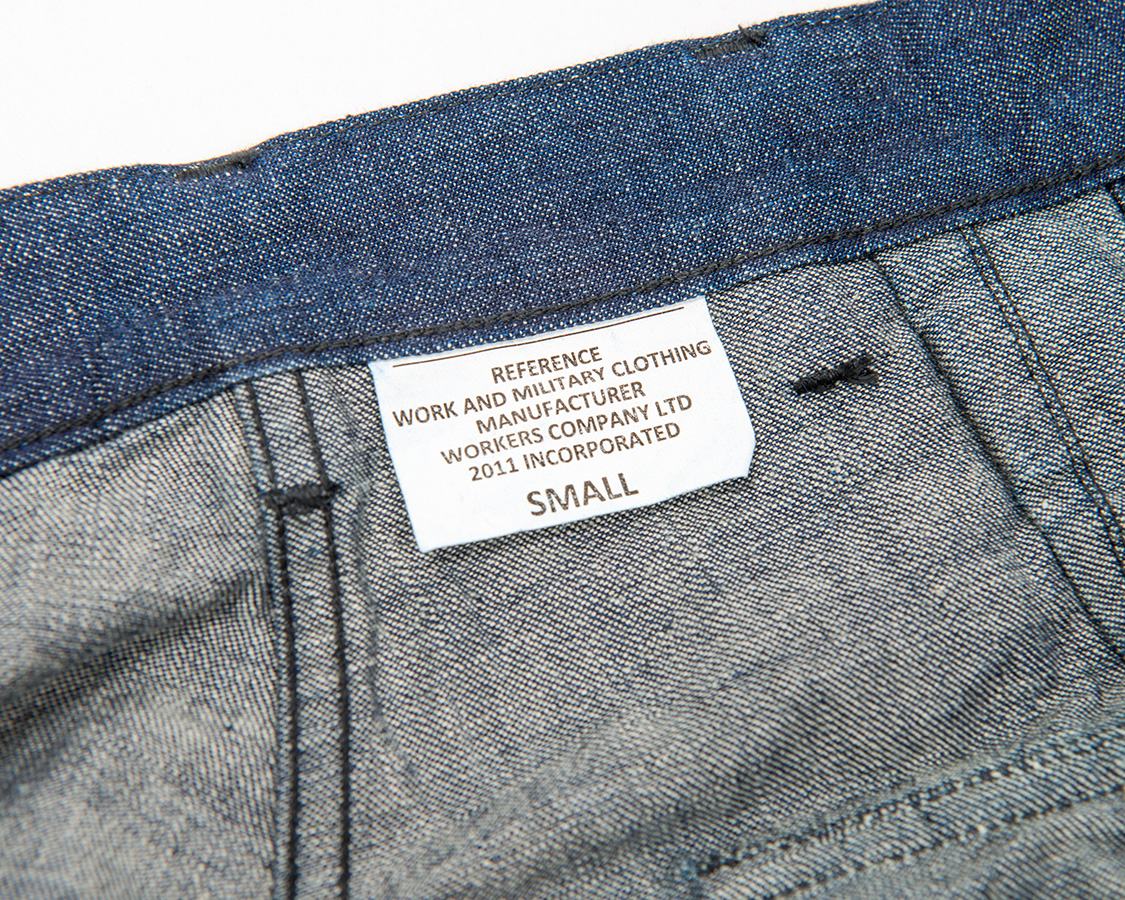 REFERENCE
WORK AND MILITARY CLOTHING
MANUFACTURER
WORKERS COMPANY LTD
2011 INCORPORATED
SMALL